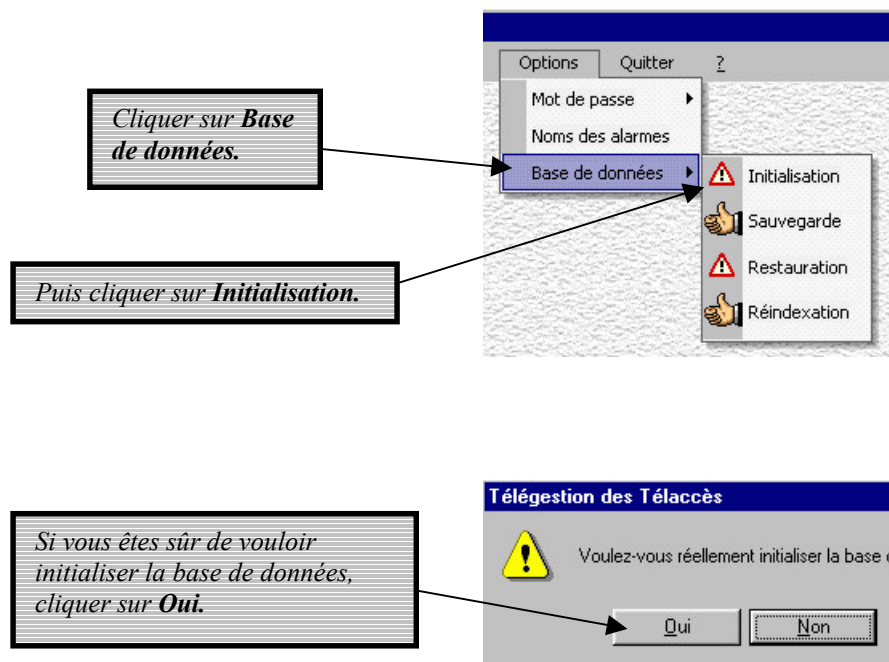 Options Quitter ?
Cliquer sur Base
de données.
Mot de passe
Noms des alarmes
Base de données
Initialisation
Sauvegarde
Restauration
Réindexation
Puis cliquer sur Initialisation.
Télégestion des Télaccès
Si vous êtes sûr de vouloir
initialiser la base de données,
cliquer sur Oui.
Voulez-vous réellement initialiser la base
Oui Non